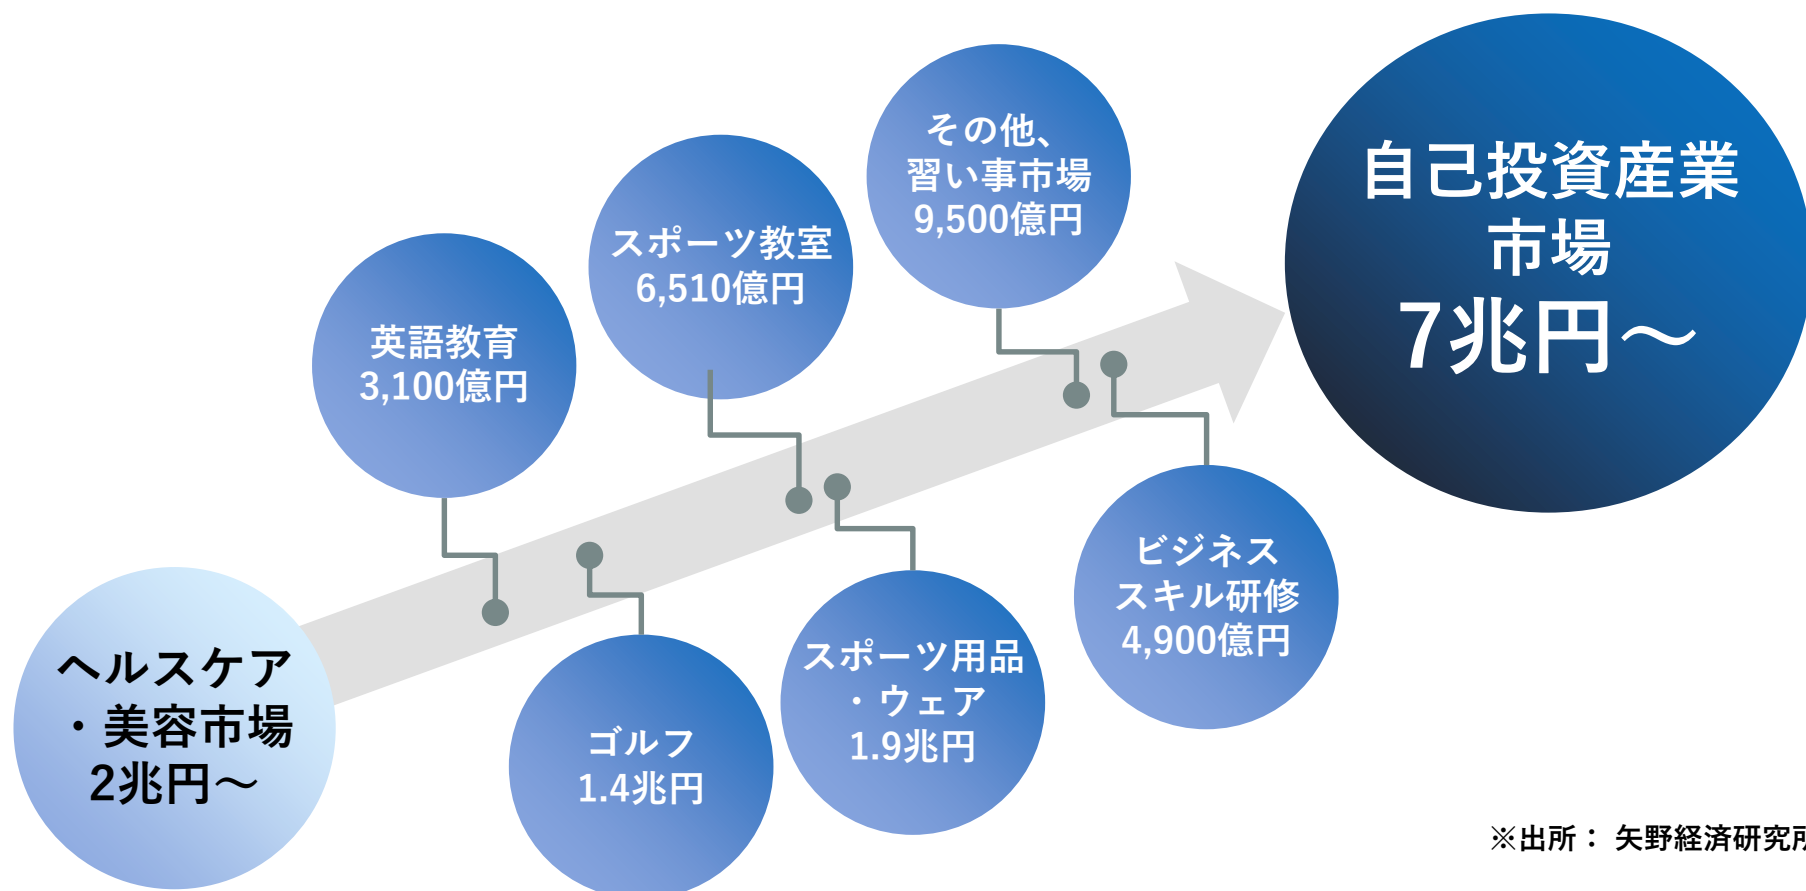 ヘルスケア
・美容市場
2兆円～
英語教育
3,100億円
ゴルフ
1.4兆円
スポーツ教室
6,510億円
スポーツ用品
・ウェア
1.9兆円
その他、
習い事市場
9,500億円
ビジネス
スキル研修
4,900億円
自己投資産業
市場
7兆円～
※出所： 矢野経済研究所